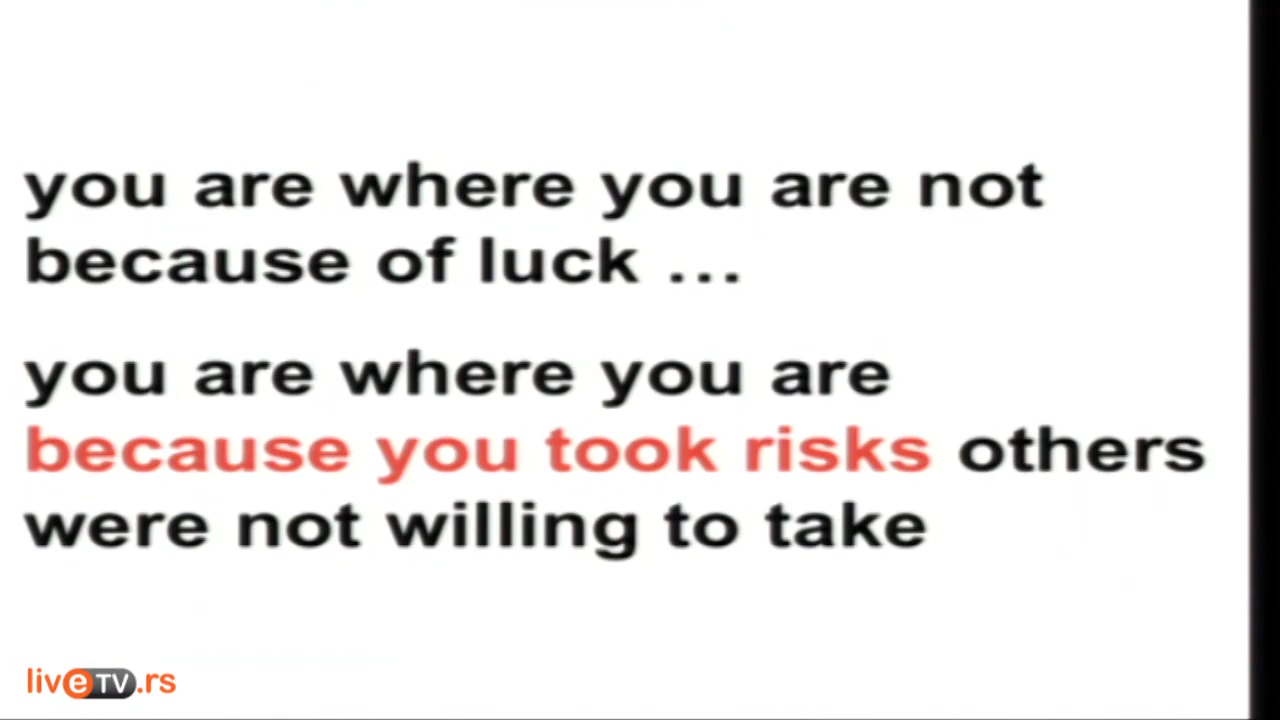 you are where you are not
because of luck ...
you are where you are
because you took risks others
were not willing to take
liveTV.rs